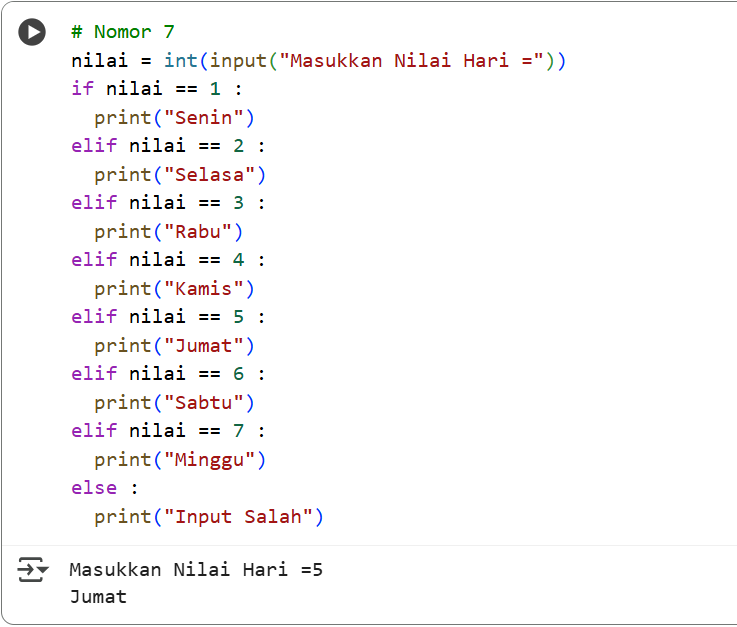 # Nomor 7
nilai = int(input("Masukkan Nilai Hari ="))
if nilai == 1 :
  print("Senin")
elif nilai == 2 :
  print("Selasa")
elif nilai == 3 :
  print("Rabu")
elif nilai == 4 :
  print("Kamis")
elif nilai == 5 :
  print("Jumat")
elif nilai == 6 :
  print("Sabtu")
elif nilai == 7 :
  print("Minggu")
else :
  print("Input Salah")
Masukkan Nilai Hari =5
Jumat